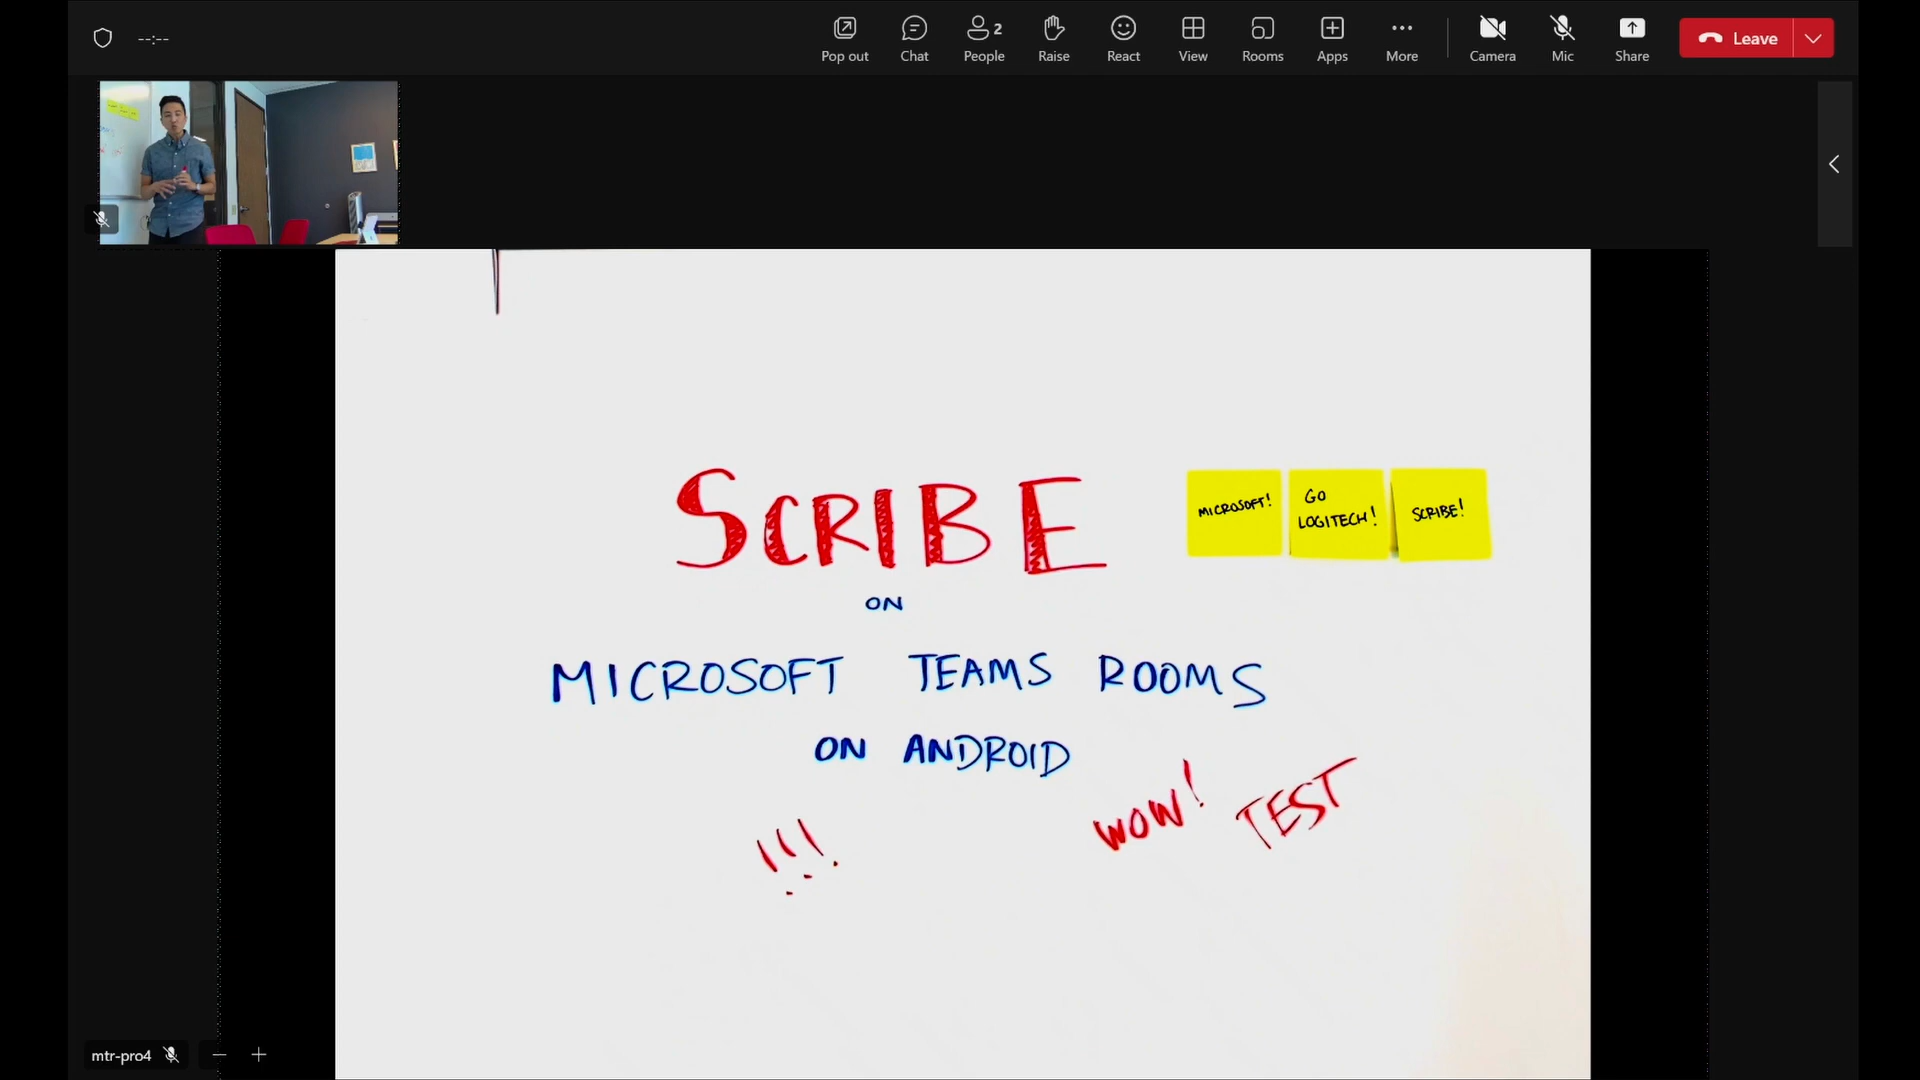 --:--
Pop out
Chat
People
2
Raise
React
View
Rooms
Apps
More
Camera
Mic
Share
Leave
SCRIBE
ON
MICROSOFT TEAMS ROOMS
ON ANDROID
!!!
WOW!
TEST
MICROSOFT!
GO
LOGITECH!
SCRIBE!
mtr-pro4